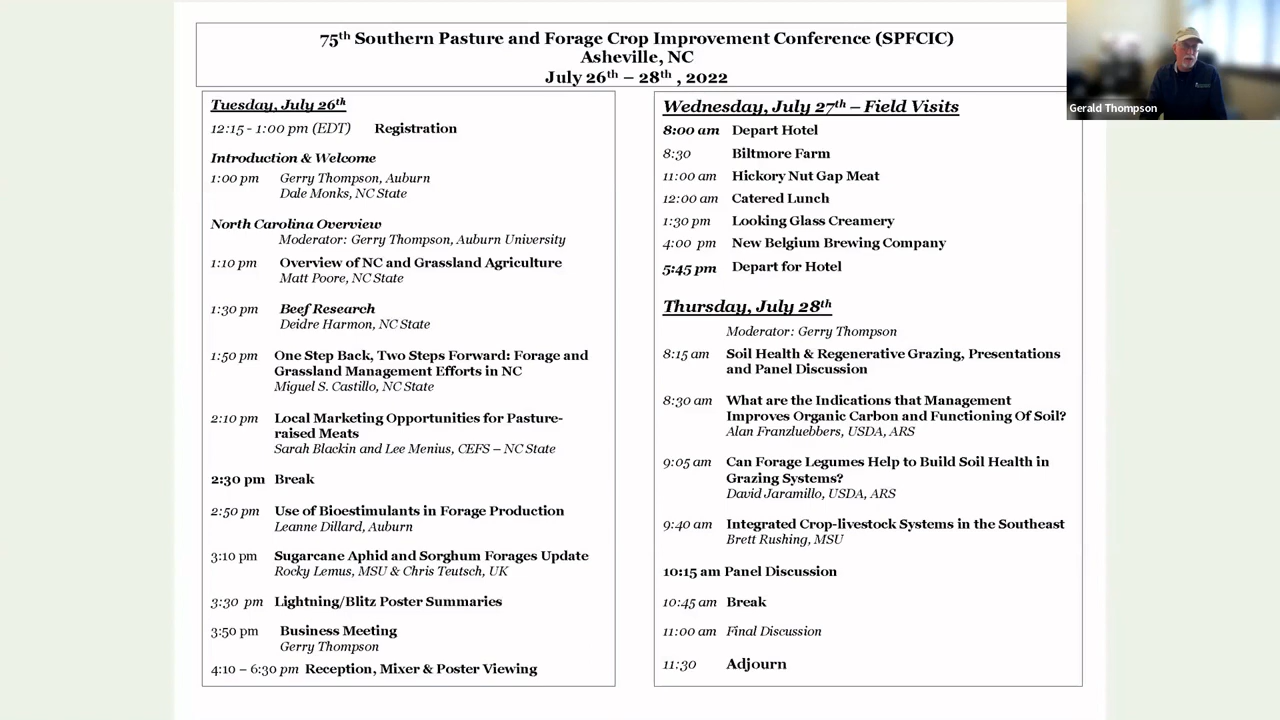 75th Southern Pasture and Forage Crop Improvement Conference (SPFCIC)
Asheville, NC
July 26th – 28th , 2022
Tuesday, July 26th
12:15 - 1:00 pm (EDT) Registration
Introduction & Welcome
1:00 pm Gerry Thompson, Auburn
Dale Monks, NC State
North Carolina Overview
Moderator: Gerry Thompson, Auburn University
1:10 pm Overview of NC and Grassland Agriculture
Matt Poore, NC State
1:30 pm Beef Research
Deidre Harmon, NC State
1:50 pm One Step Back, Two Steps Forward: Forage and
Grassland Management Efforts in NC
Miguel S. Castillo, NC State
2:10 pm Local Marketing Opportunities for Pasture-
raised Meats
Sarah Blackin and Lee Menius, CEFS – NC State
2:30 pm Break
2:50 pm Use of Bioestimulants in Forage Production
Leanne Dillard, Auburn
3:10 pm Sugarcane Aphid and Sorghum Forages Update
Rocky Lemus, MSU & Chris Teutsch, UK
3:30 pm Lightning/Blitz Poster Summaries
3:50 pm Business Meeting
Gerry Thompson
4:10 – 6:30 pm Reception, Mixer & Poster Viewing
Wednesday, July 27th – Field Visits
8:00 am Depart Hotel
8:30 Biltmore Farm
11:00 am Hickory Nut Gap Meat
12:00 am Catered Lunch
1:30 pm Looking Glass Creamery
4:00 pm New Belgium Brewing Company
5:45 pm Depart for Hotel
Thursday, July 28th
Moderator: Gerry Thompson
8:15 am Soil Health & Regenerative Grazing, Presentations
and Panel Discussion
8:30 am What are the Indications that Management
Improves Organic Carbon and Functioning Of Soil?
Alan Franzluebbers, USDA, ARS
9:05 am Can Forage Legumes Help to Build Soil Health in
Grazing Systems?
David Jaramillo, USDA, ARS
9:40 am Integrated Crop-livestock Systems in the Southeast
Brett Rushing, MSU
10:15 am Panel Discussion
10:45 am Break
11:00 am Final Discussion
11:30 Adjourn
Gerald Thompson